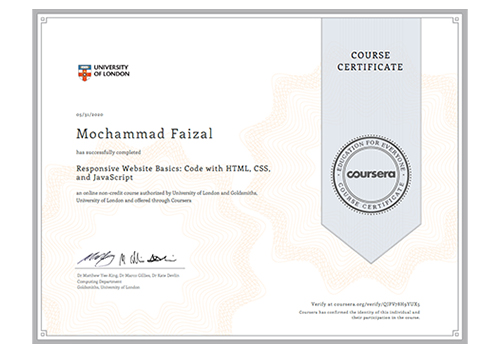 UNIVERSITY
OF LONDON
COURSE
CERTIFICATE
05/31/2020
Mochammad Faizal
has successfully completed
Responsive Website Basics: Code with HTML, CSS,
and JavaScript
an online non-credit course authorized by University of London and Goldsmiths,
University of London and offered through Coursera
EDUCATION FOR EVERYONE
coursera
COURSE CERTIFICATE
Dr Matthew Yee-King, Dr Marco Gillies, Dr Kate Devlin
Computing Department
Goldsmiths, University of London
Verify at coursera.org/verify/
Coursera has confirmed the identity of this individual and
their participation in the course.